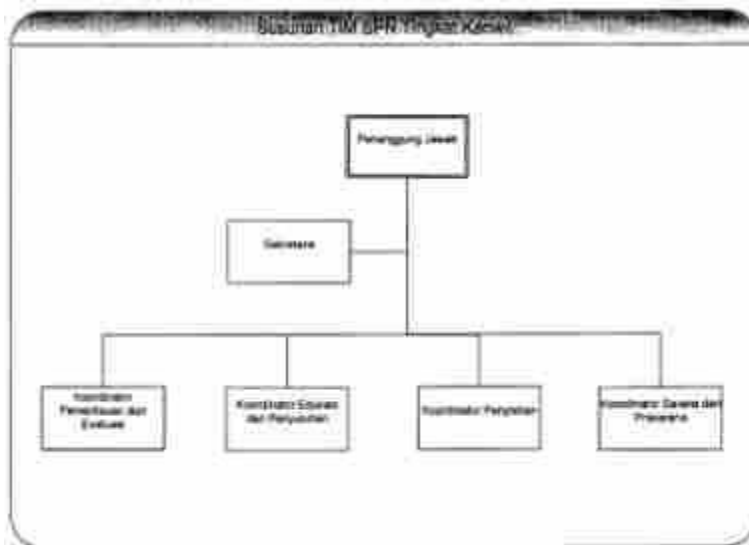 Susunan TIM SPR Tingkat Kanwil
Penanggung Jawab
Sekretaris
Koordinator
Pemantauan dan
Evaluasi
Koordinator
dan Penyuluhan
Koordinator
Koordinator Sarana dan
Prasarana